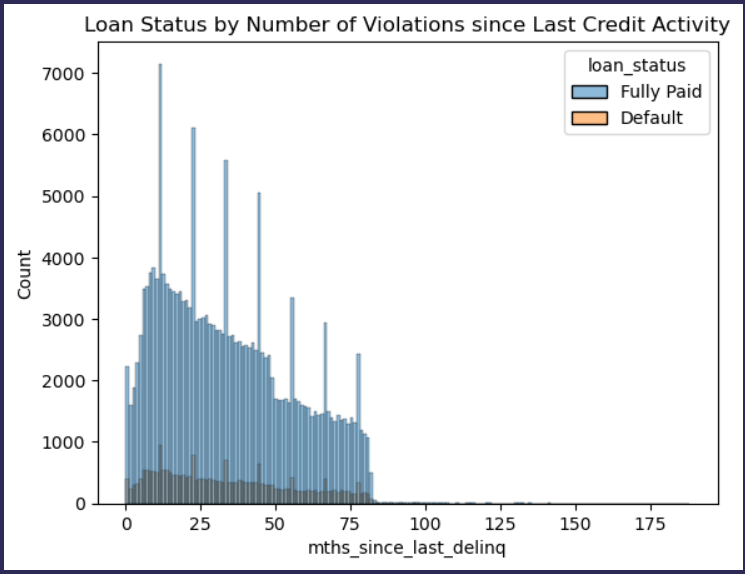 Loan Status by Number of Violations since Last Credit Activity
loan_status
Fully Paid
Default
Count
7000
6000
5000
4000
3000
2000
1000
0
0 25 50 75 100 125 150 175
mths_since_last_delinq